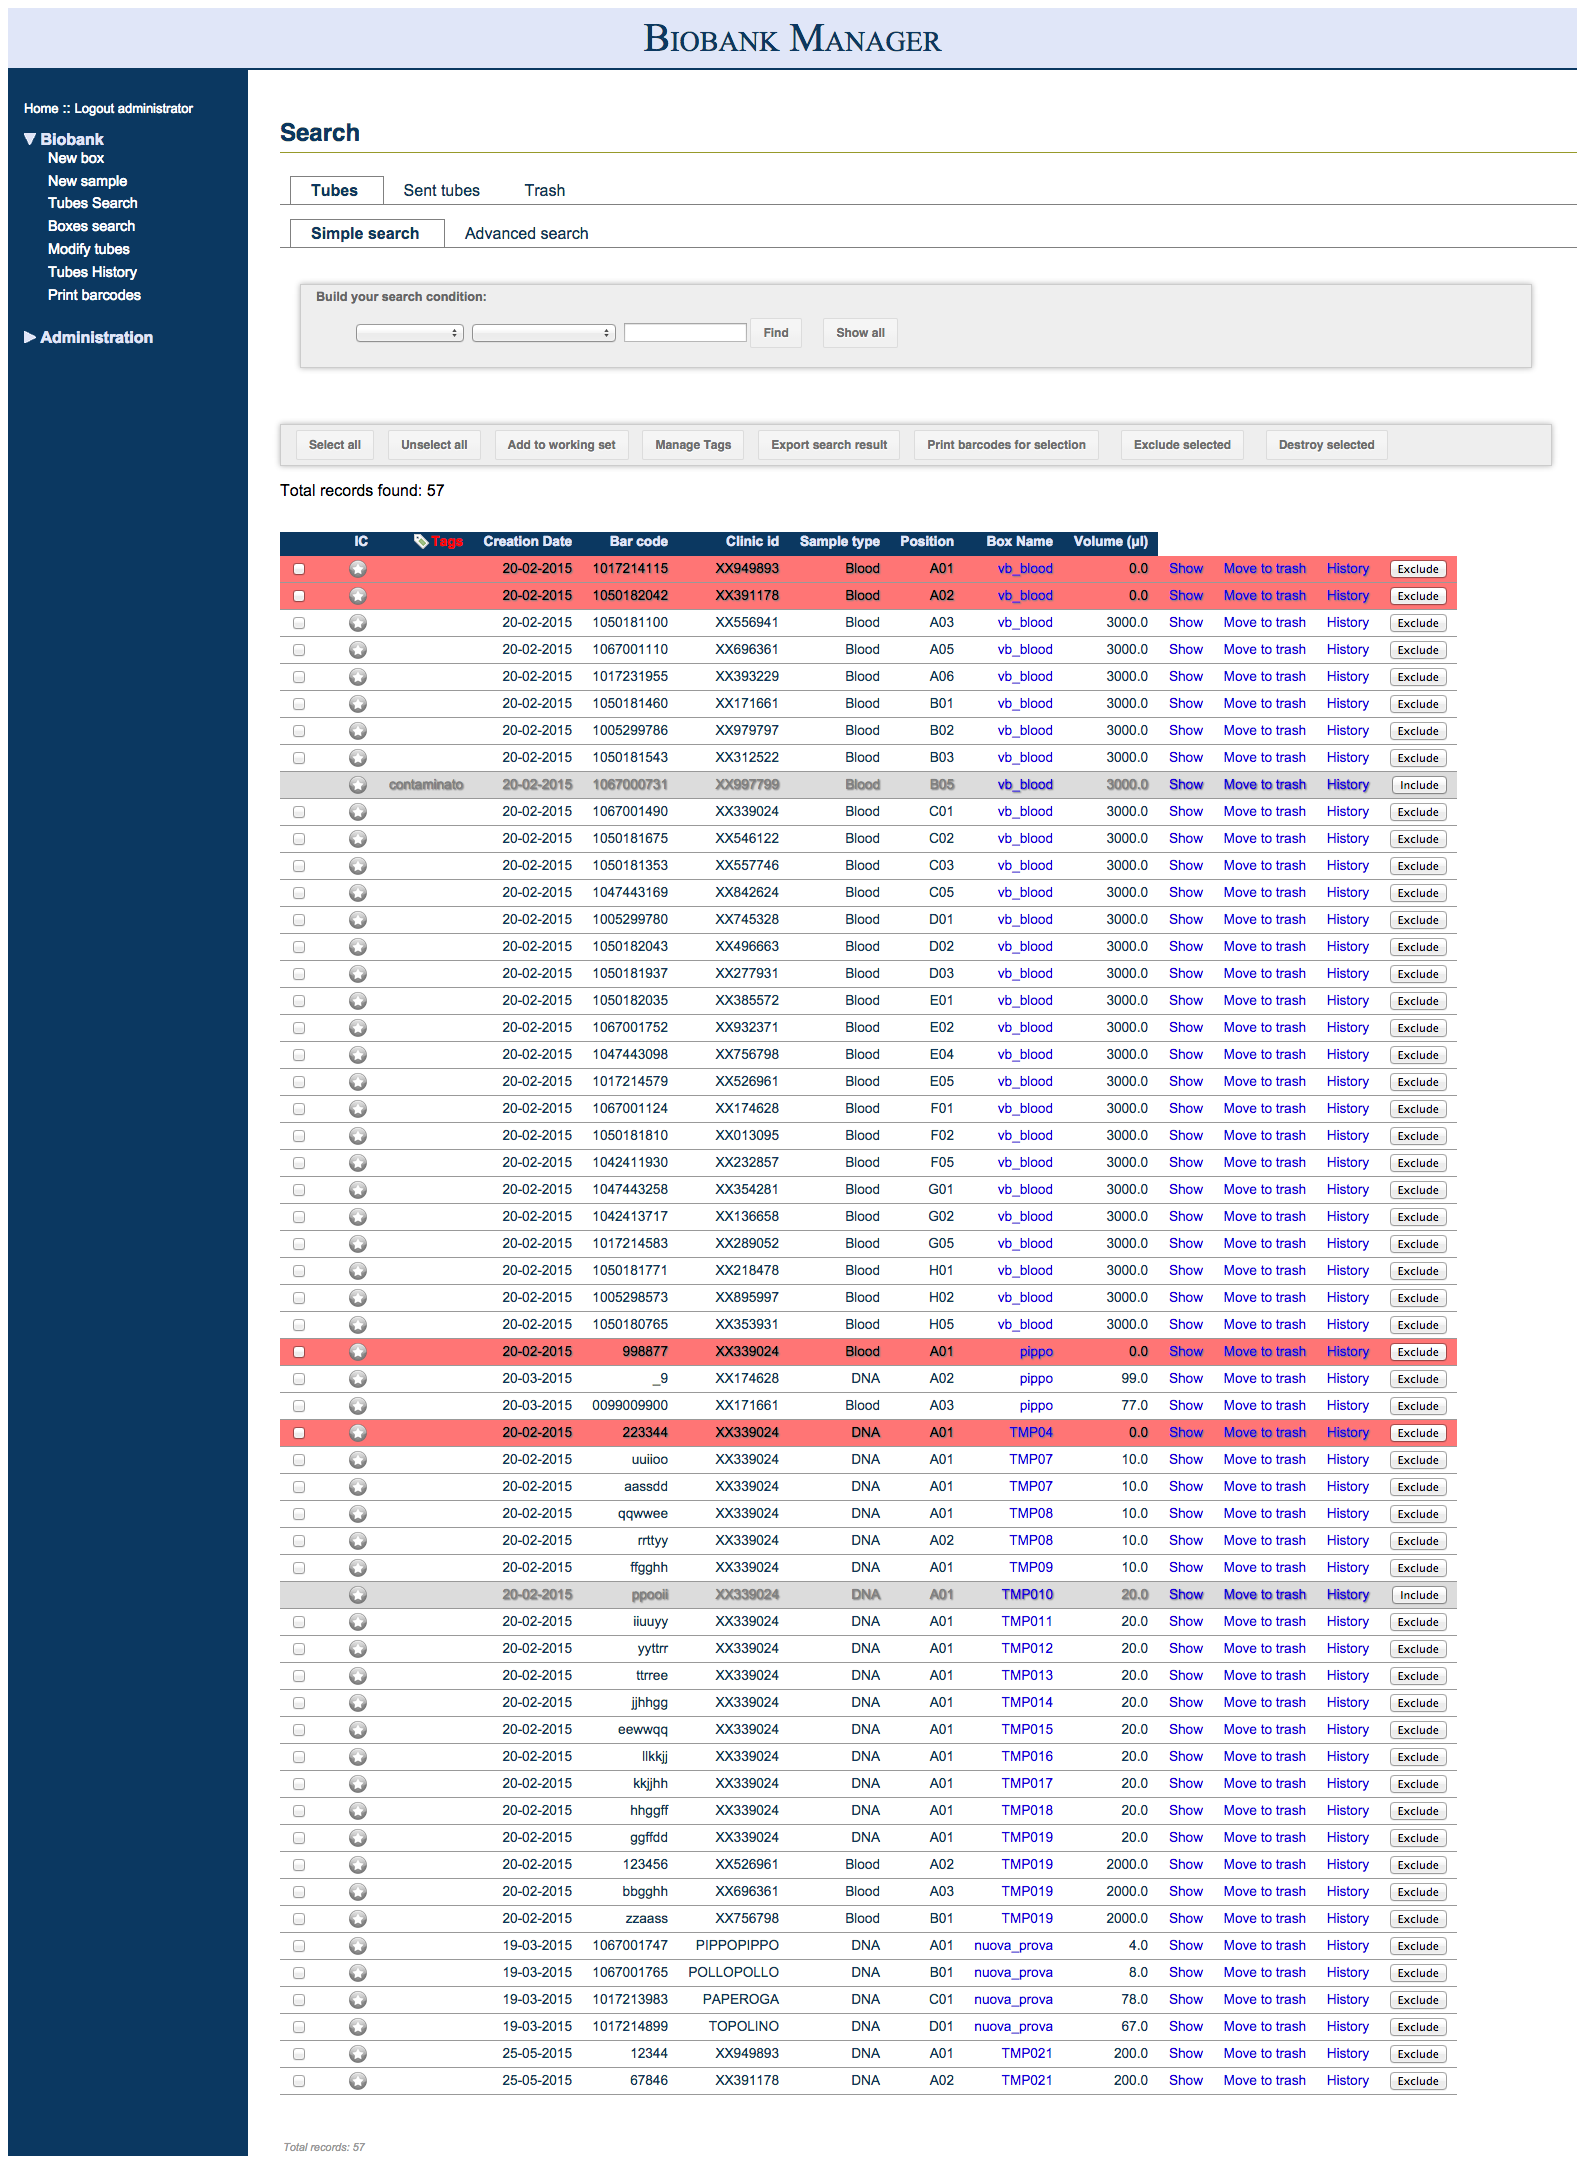 BIOBANK MANAGER
Home :: Logout administrator
Biobank
New box
New sample
Tubes Search
Boxes search
Modify tubes
Tubes History
Print barcodes
Administration
Search
Tubes Sent tubes Trash
Simple search Advanced search
Build your search condition:
Find Show all
Select all Unselect all Add to working set Manage Tags Export search result Print barcodes for selection Exclude selected Destroy selected
Total records found: 57
IC Tags Creation Date Bar code Clinic id Sample type Position Box Name Volume (µl)
20-02-2015 1017214115 XX949893 Blood A01 vb_blood 0.0 Show Move to trash History Exclude
20-02-2015 1050182042 XX391178 Blood A02 vb_blood 0.0 Show Move to trash History Exclude
20-02-2015 1050181100 XX556941 Blood A03 vb_blood 3000.0 Show Move to trash History Exclude
20-02-2015 1067001110 XX696361 Blood A05 vb_blood 3000.0 Show Move to trash History Exclude
20-02-2015 1017231955 XX393229 Blood A06 vb_blood 3000.0 Show Move to trash History Exclude
20-02-2015 1050181460 XX171661 Blood B01 vb_blood 3000.0 Show Move to trash History Exclude
20-02-2015 1005299786 XX979797 Blood B02 vb_blood 3000.0 Show Move to trash History Exclude
20-02-2015 1050181543 XX312522 Blood B03 vb_blood 3000.0 Show Move to trash History Exclude
contaminato 20-02-2015 1067000731 XX997799 Blood B05 vb_blood 3000.0 Show Move to trash History Include
20-02-2015 1067001490 XX339024 Blood C01 vb_blood 3000.0 Show Move to trash History Exclude
20-02-2015 1050181675 XX546122 Blood C02 vb_blood 3000.0 Show Move to trash History Exclude
20-02-2015 1050181353 XX557746 Blood C03 vb_blood 3000.0 Show Move to trash History Exclude
20-02-2015 1047443169 XX842624 Blood C05 vb_blood 3000.0 Show Move to trash History Exclude
20-02-2015 1005299780 XX745328 Blood D01 vb_blood 3000.0 Show Move to trash History Exclude
20-02-2015 1050182043 XX496663 Blood D02 vb_blood 3000.0 Show Move to trash History Exclude
20-02-2015 1050181937 XX277931 Blood D03 vb_blood 3000.0 Show Move to trash History Exclude
20-02-2015 1050182035 XX385572 Blood E01 vb_blood 3000.0 Show Move to trash History Exclude
20-02-2015 1067001752 XX932371 Blood E02 vb_blood 3000.0 Show Move to trash History Exclude
20-02-2015 1047443098 XX756798 Blood E04 vb_blood 3000.0 Show Move to trash History Exclude
20-02-2015 1017214579 XX526961 Blood E05 vb_blood 3000.0 Show Move to trash History Exclude
20-02-2015 1067001124 XX174628 Blood F01 vb_blood 3000.0 Show Move to trash History Exclude
20-02-2015 1050181810 XX013095 Blood F02 vb_blood 3000.0 Show Move to trash History Exclude
20-02-2015 1042411930 XX232857 Blood F05 vb_blood 3000.0 Show Move to trash History Exclude
20-02-2015 1047443258 XX354281 Blood G01 vb_blood 3000.0 Show Move to trash History Exclude
20-02-2015 1042413717 XX136658 Blood G02 vb_blood 3000.0 Show Move to trash History Exclude
20-02-2015 1017214583 XX289052 Blood G05 vb_blood 3000.0 Show Move to trash History Exclude
20-02-2015 1050181771 XX218478 Blood H01 vb_blood 3000.0 Show Move to trash History Exclude
20-02-2015 1005298573 XX895997 Blood H02 vb_blood 3000.0 Show Move to trash History Exclude
20-02-2015 1050180765 XX353931 Blood H05 vb_blood 3000.0 Show Move to trash History Exclude
20-02-2015 998877 XX339024 Blood A01 pippo 0.0 Show Move to trash History Exclude
20-03-2015 _9 XX174628 DNA A02 pippo 99.0 Show Move to trash History Exclude
20-03-2015 0099009900 XX171661 Blood A03 pippo 77.0 Show Move to trash History Exclude
20-02-2015 223344 XX339024 DNA A01 TMP04 0.0 Show Move to trash History Exclude
20-02-2015 uuiioo XX339024 DNA A01 TMP07 10.0 Show Move to trash History Exclude
20-02-2015 aassdd XX339024 DNA A01 TMP07 10.0 Show Move to trash History Exclude
20-02-2015 qqwwee XX339024 DNA A01 TMP08 10.0 Show Move to trash History Exclude
20-02-2015 rrttyy XX339024 DNA A02 TMP08 10.0 Show Move to trash History Exclude
20-02-2015 ffgghh XX339024 DNA A01 TMP09 10.0 Show Move to trash History Exclude
20-02-2015 ppooii XX339024 DNA A01 TMP010 20.0 Show Move to trash History Include
20-02-2015 iiuuyy XX339024 DNA A01 TMP011 20.0 Show Move to trash History Exclude
20-02-2015 yyttrr XX339024 DNA A01 TMP012 20.0 Show Move to trash History Exclude
20-02-2015 ttrree XX339024 DNA A01 TMP013 20.0 Show Move to trash History Exclude
20-02-2015 jjhhgg XX339024 DNA A01 TMP014 20.0 Show Move to trash History Exclude
20-02-2015 eewwqq XX339024 DNA A01 TMP015 20.0 Show Move to trash History Exclude
20-02-2015 llkkjj XX339024 DNA A01 TMP016 20.0 Show Move to trash History Exclude
20-02-2015 kkjjhh XX339024 DNA A01 TMP017 20.0 Show Move to trash History Exclude
20-02-2015 hhggff XX339024 DNA A01 TMP018 20.0 Show Move to trash History Exclude
20-02-2015 ggffdd XX339024 DNA A01 TMP019 20.0 Show Move to trash History Exclude
20-02-2015 123456 XX526961 Blood A02 TMP019 2000.0 Show Move to trash History Exclude
20-02-2015 bbgghh XX696361 Blood A03 TMP019 2000.0 Show Move to trash History Exclude
20-02-2015 zzaass XX756798 Blood B01 TMP019 2000.0 Show Move to trash History Exclude
19-03-2015 1067001747 PIPPOPIPPO DNA A01 nuova_prova 4.0 Show Move to trash History Exclude
19-03-2015 1067001765 POLLOPOLLO DNA B01 nuova_prova 8.0 Show Move to trash History Exclude
19-03-2015 1017213983 PAPEROGA DNA C01 nuova_prova 78.0 Show Move to trash History Exclude
19-03-2015 1017214899 TOPOLINO DNA D01 nuova_prova 67.0 Show Move to trash History Exclude
25-05-2015 12344 XX949893 DNA A01 TMP021 200.0 Show Move to trash History Exclude
25-05-2015 67846 XX391178 DNA A02 TMP021 200.0 Show Move to trash History Exclude
Total records: 57